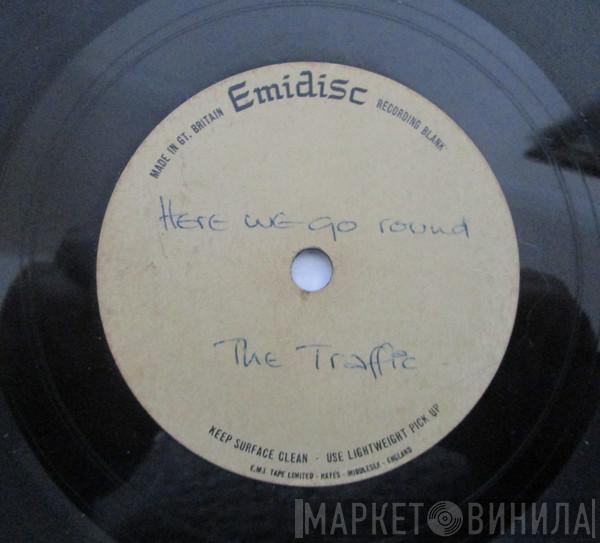 MADE IN GT. BRITAIN Emidisc RECORDING BLANK
HERE WE GO round
The Traffic
KEEP SURFACE CLEAN - USE LIGHTWEIGHT PICK UP
E.M.I. TAPE LIMITED - HAYES - MIDDLESEX - ENGLAND
МАРКЕТ ВИНИЛА